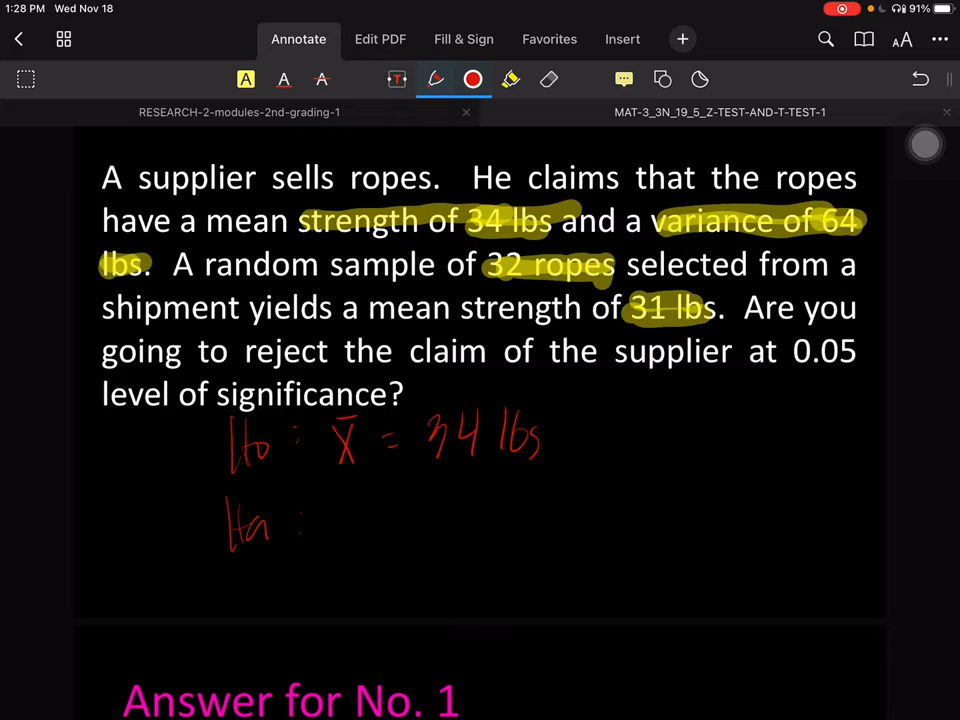 1:28 PM Wed Nov 18 91%
Annotate Edit PDF Fill & Sign Favorites Insert
RESEARCH-2-modules-2nd-grading-1 MAT-3_3N_19_5_Z-TEST-AND-T-TEST-1
A supplier sells ropes. He claims that the ropes
have a mean strength of 34 lbs and a variance of 64
lbs. A random sample of 32 ropes selected from a
shipment yields a mean strength of 31 lbs. Are you
going to reject the claim of the supplier at 0.05
level of significance?
Ho : X̄ = 34 lbs
Ha :
Answer for No. 1